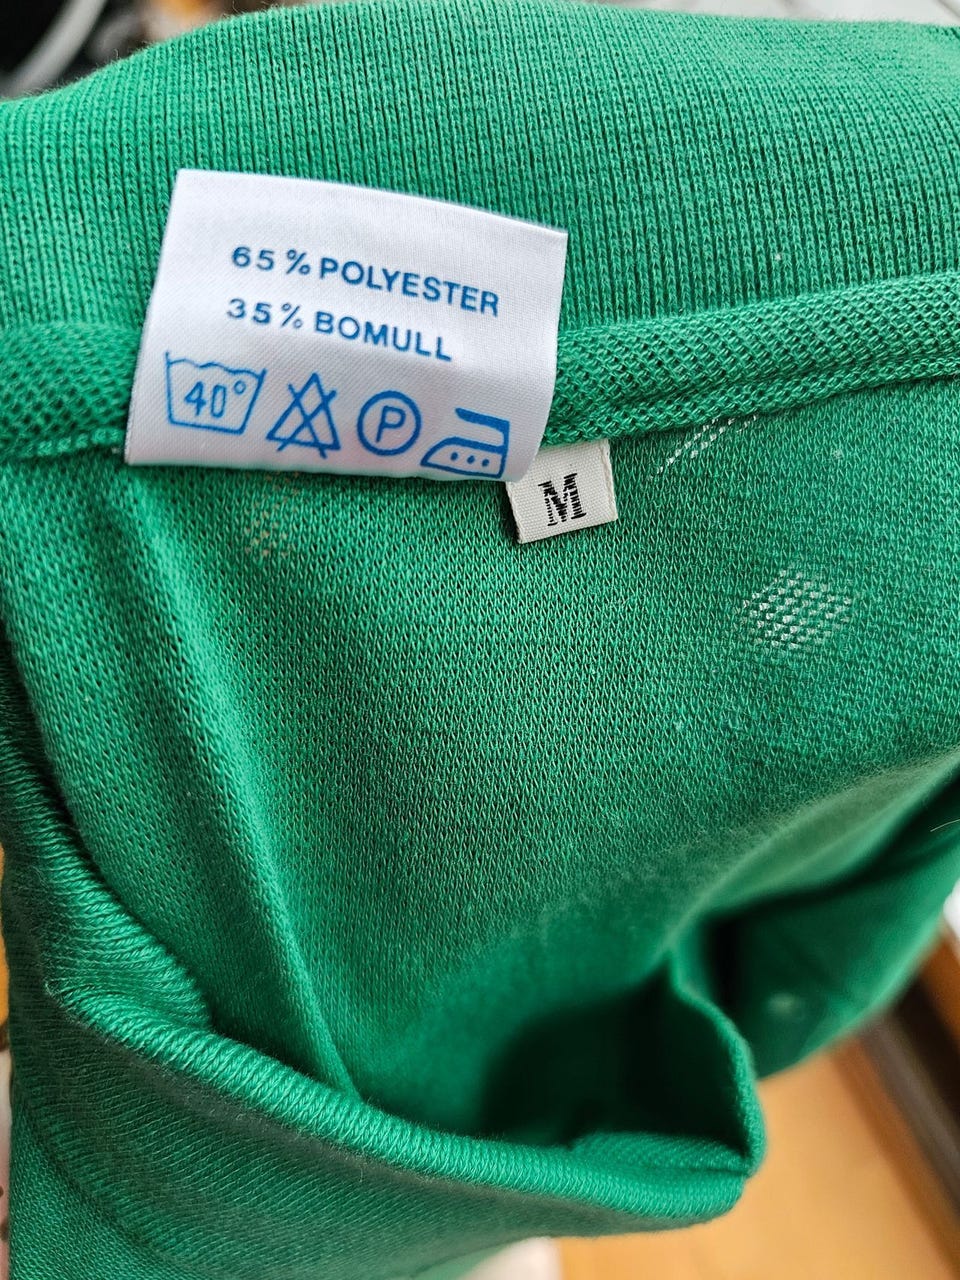 65% POLYESTER
35% BOMULL
40° P
M